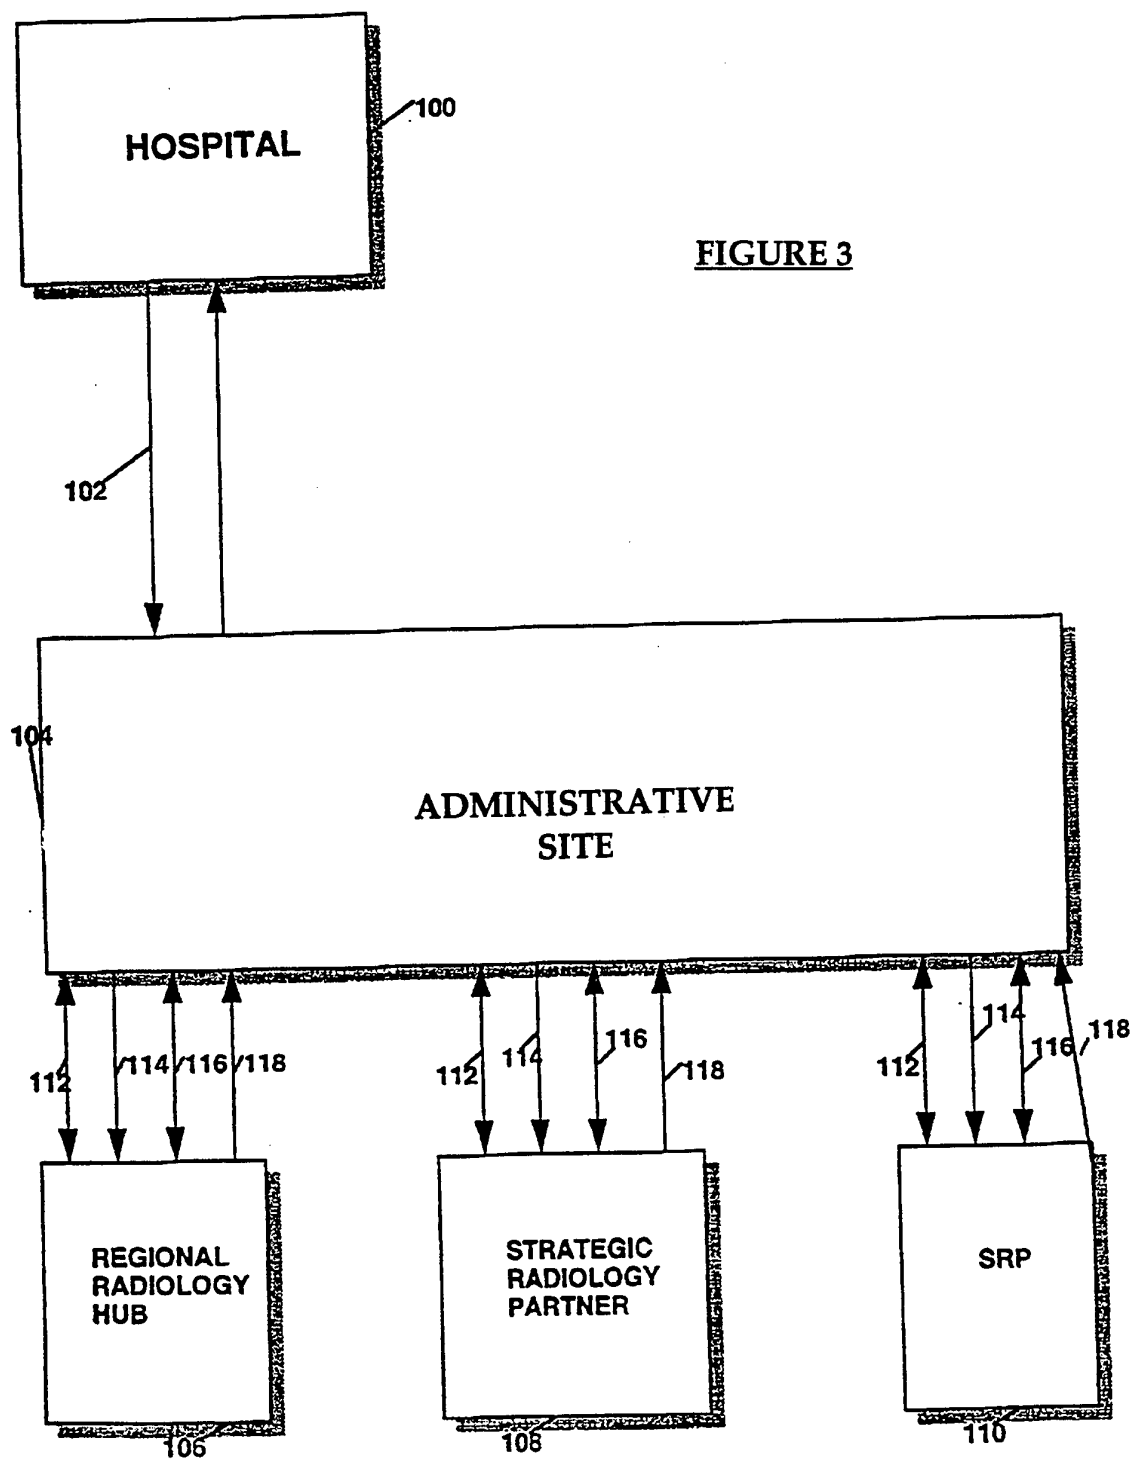 HOSPITAL
100
FIGURE 3
102
104
ADMINISTRATIVE
SITE
112
114
116
118
112
114
116
118
112
114
116
118
REGIONAL
RADIOLOGY
HUB
STRATEGIC
RADIOLOGY
PARTNER
SRP
106
108
110